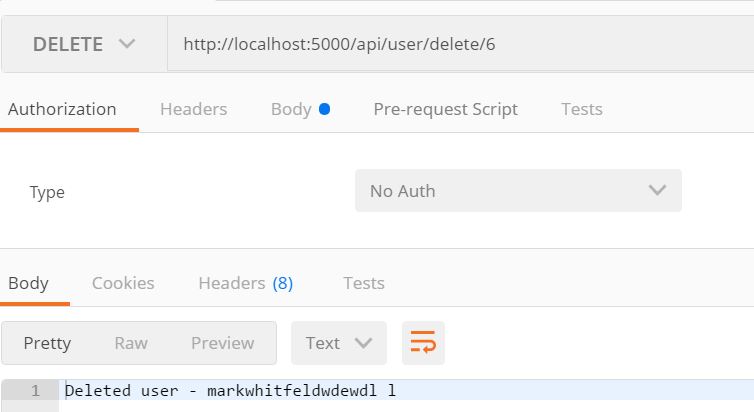 DELETE http://localhost:5000/api/user/delete/6
Authorization Headers Body Pre-request Script Tests
Type No Auth
Body Cookies Headers (8) Tests
Pretty Raw Preview Text
1 Deleted user - markwhitfeldwdewdl l